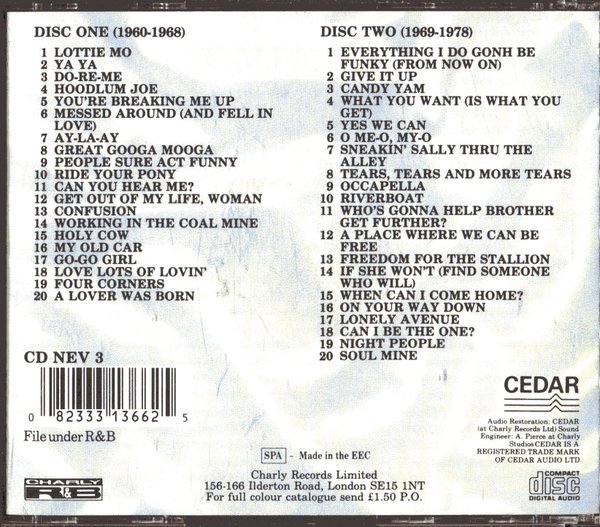 DISC ONE (1960-1968)
1 LOTTIE MO
2 YA YA
3 DO-RE-ME
4 HOODLUM JOE
5 YOU'RE BREAKING ME UP
6 MESSED AROUND (AND FELL IN
LOVE)
7 AY-LA-AY
8 GREAT GOOGA MOOGA
9 PEOPLE SURE ACT FUNNY
10 RIDE YOUR PONY
11 CAN YOU HEAR ME?
12 GET OUT OF MY LIFE, WOMAN
13 CONFUSION
14 WORKING IN THE COAL MINE
15 HOLY COW
16 MY OLD CAR
17 GO-GO GIRL
18 LOVE LOTS OF LOVIN'
19 FOUR CORNERS
20 A LOVER WAS BORN
DISC TWO (1969-1978)
1 EVERYTHING I DO GONH BE
FUNKY (FROM NOW ON)
2 GIVE IT UP
3 CANDY YAM
4 WHAT YOU WANT (IS WHAT YOU
GET)
5 YES WE CAN
6 O ME-O, MY-O
7 SNEAKIN' SALLY THRU THE
ALLEY
8 TEARS, TEARS AND MORE TEARS
9 OCCAPELLA
10 RIVERBOAT
11 WHO'S GONNA HELP BROTHER
GET FURTHER?
12 A PLACE WHERE WE CAN BE
FREE
13 FREEDOM FOR THE STALLION
14 IF SHE WON'T (FIND SOMEONE
WHO WILL)
15 WHEN CAN I COME HOME?
16 ON YOUR WAY DOWN
17 LONELY AVENUE
18 CAN I BE THE ONE?
19 NIGHT PEOPLE
20 SOUL MINE
CD NEV 3
0 82333 13662 5
File under R&B
CHARLY
R&B
SPA - Made in the EEC
Charly Records Limited
156-166 Ilderton Road, London SE15 1NT
For full colour catalogue send £1.50 P.O.
CEDAR
Audio Restoration: CEDAR
(at Charly Records Ltd) Sound
Engineer: A. Pierce at Charly
Studios CEDAR IS A
REGISTERED TRADE MARK
OF CEDAR AUDIO LTD
COMPACT
disc
DIGITAL AUDIO